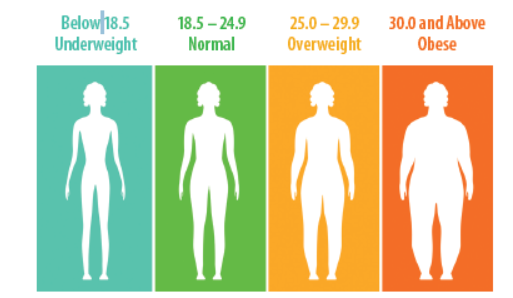 Below 18.5
Underweight
18.5 – 24.9
Normal
25.0 – 29.9
Overweight
30.0 and Above
Obese